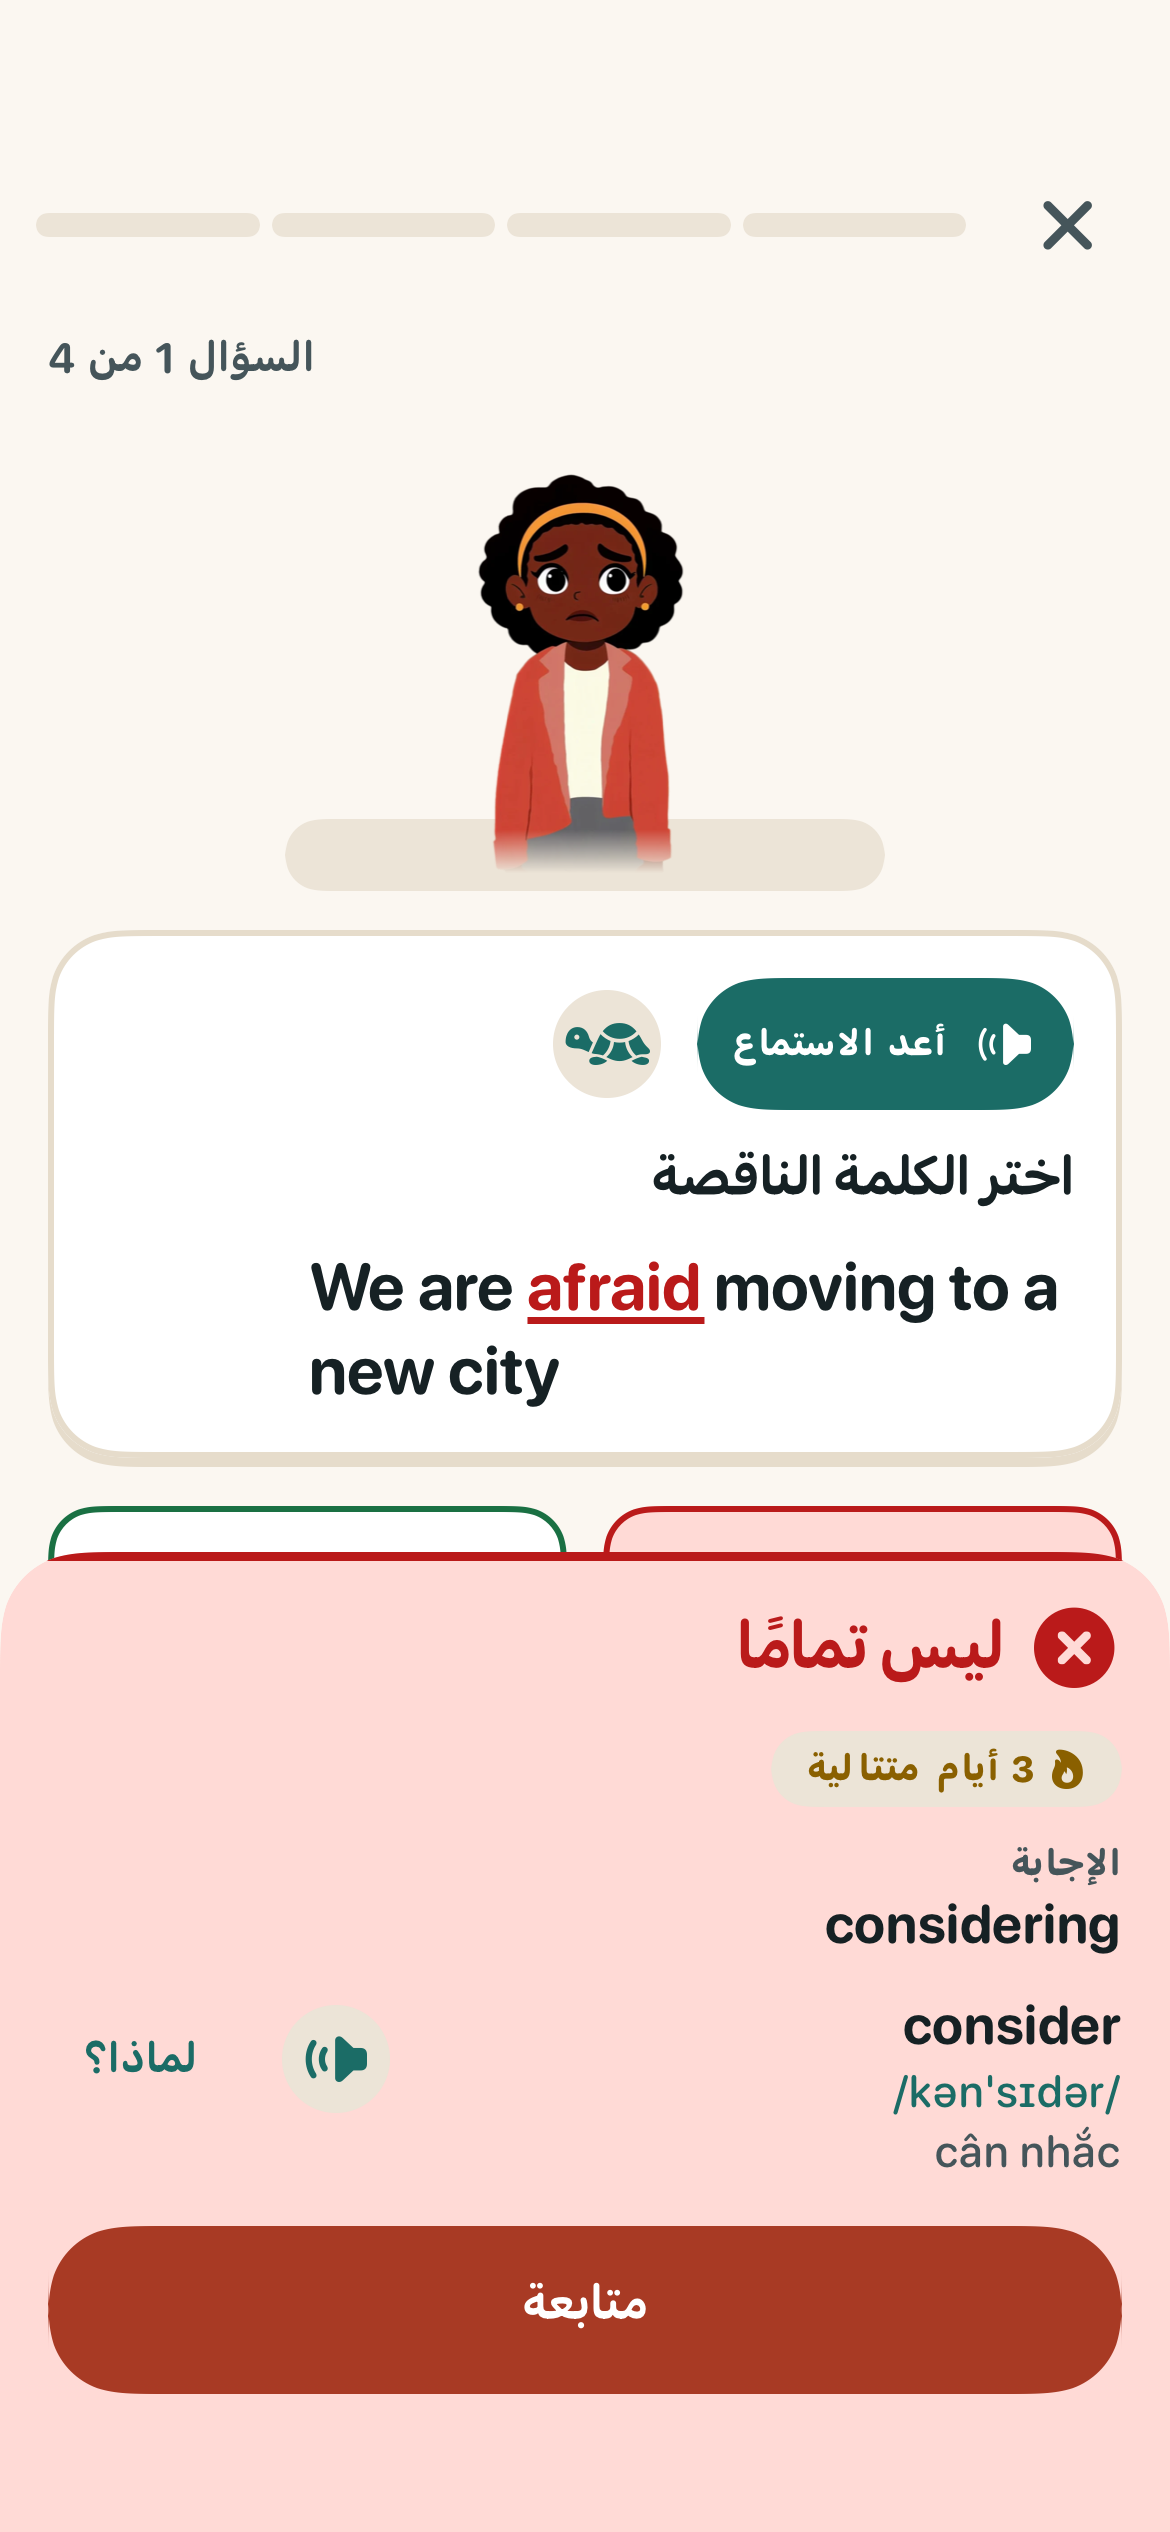 السؤال 1 من 4
أعد الاستماع
اختر الكلمة الناقصة
We are afraid moving to a
new city
ليس تمامًا
3 أيام متتالية
الإجابة
considering
consider
/kən'sɪdər/
cân nhắc
لماذا؟
متابعة